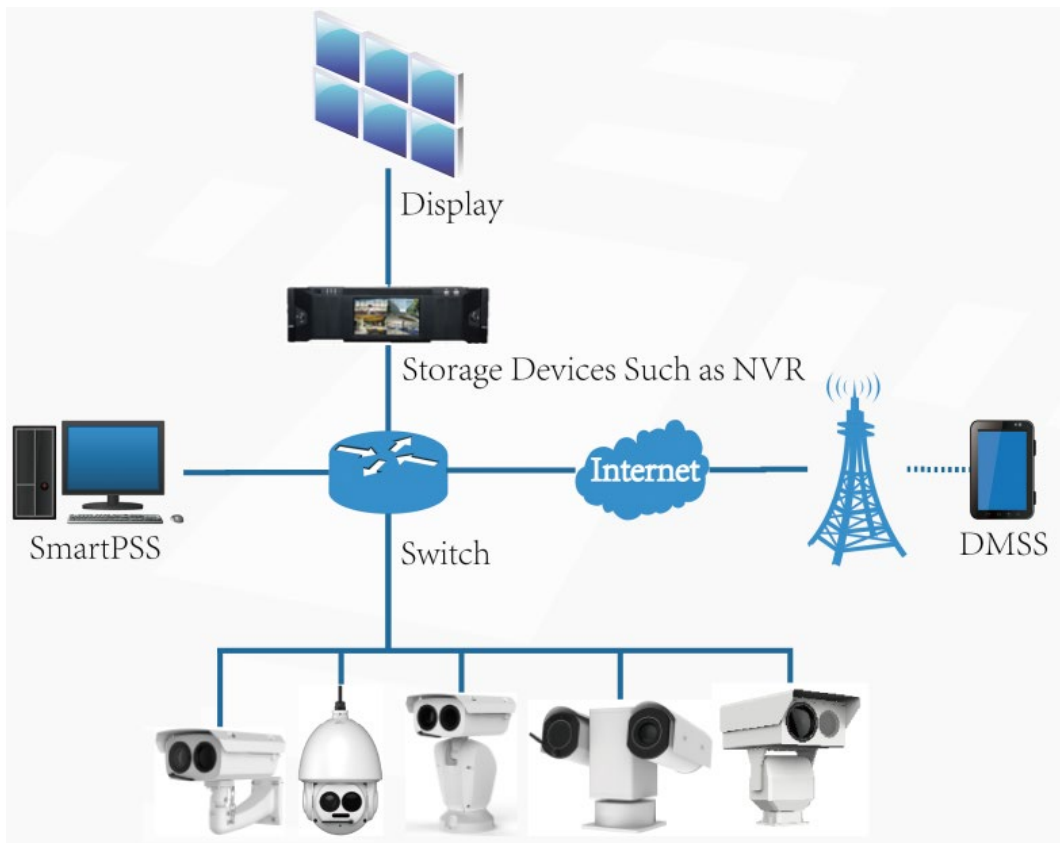 Display
Storage Devices Such as NVR
Internet
SmartPSS
Switch
DMSS